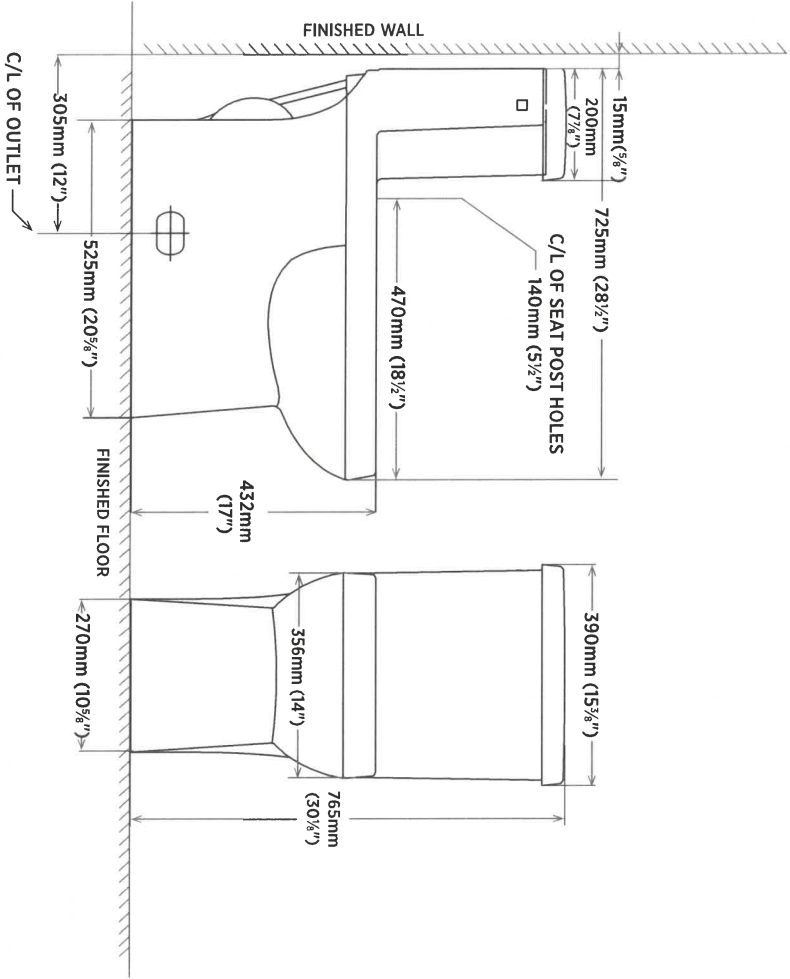 FINISHED WALL
15mm(⅝")
200mm
(7⅞")
725mm (28½")
C/L OF SEAT POST HOLES
140mm (5½")
470mm (18½")
C/L OF OUTLET
305mm (12")
525mm (20⅝")
432mm
(17")
FINISHED FLOOR
390mm (15⅜")
356mm (14")
270mm (10⅝")
765mm
(30⅛")